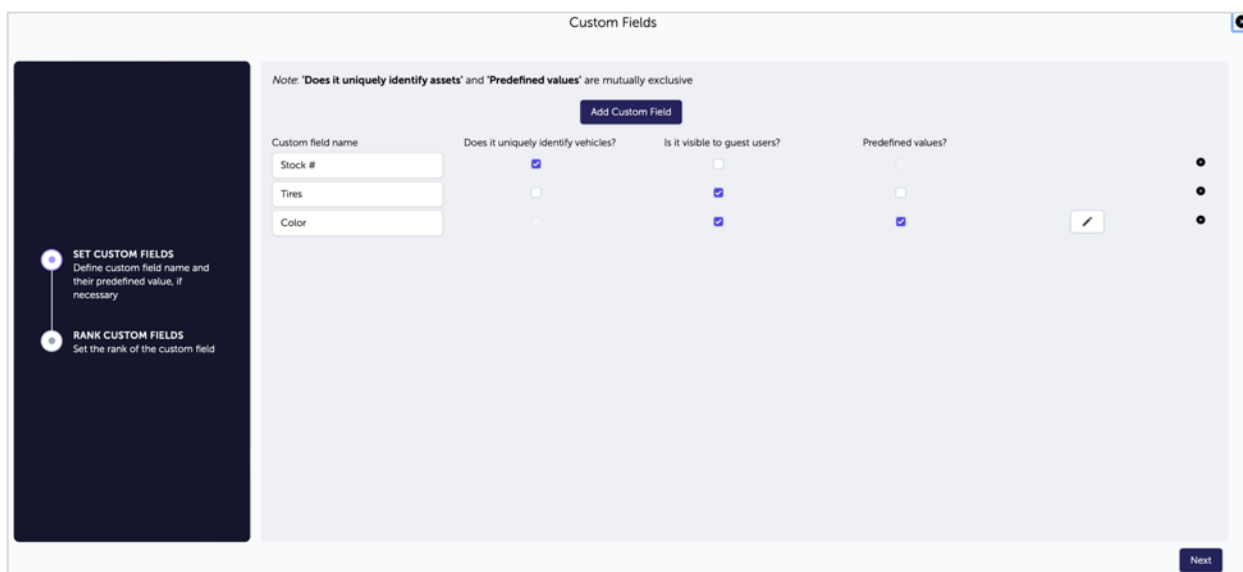 Custom Fields
Note: 'Does it uniquely identify assets' and 'Predefined values' are mutually exclusive
Add Custom Field
Custom field name Does it uniquely identify vehicles? Is it visible to guest users? Predefined values?
Stock #
Tires
Color
SET CUSTOM FIELDS
Define custom field name and
their predefined value, if
necessary
RANK CUSTOM FIELDS
Set the rank of the custom field
Next